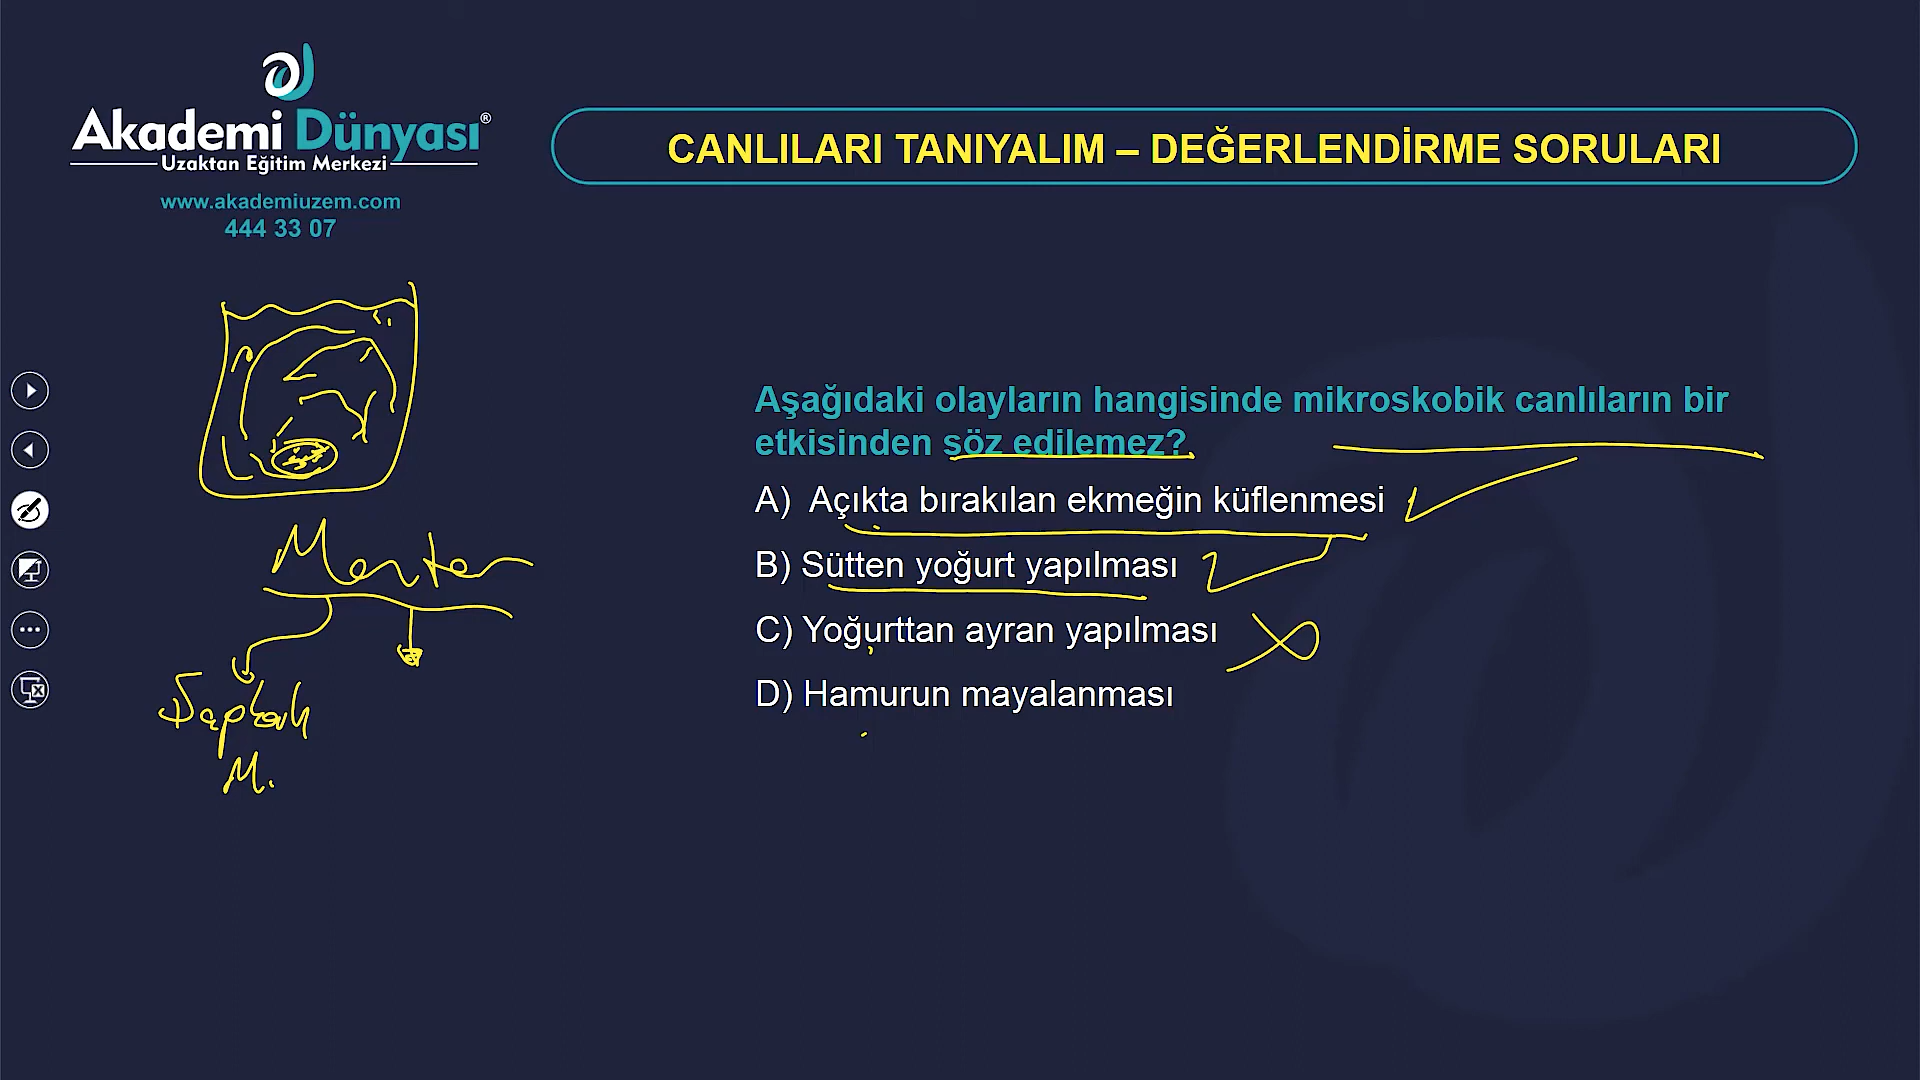 Akademi Dünyası®
Uzaktan Eğitim Merkezi
www.akademiuzem.com
444 33 07
CANLILARI TANIYALIM – DEĞERLENDİRME SORULARI
Aşağıdaki olayların hangisinde mikroskobik canlıların bir
etkisinden söz edilemez?
A) Açıkta bırakılan ekmeğin küflenmesi
B) Sütten yoğurt yapılması
C) Yoğurttan ayran yapılması
D) Hamurun mayalanması
Mantar
Şapkalı
M.